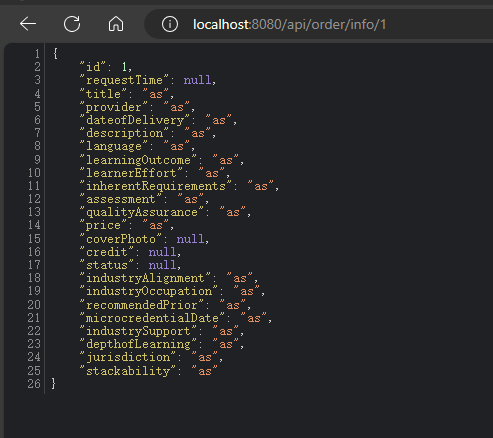 localhost:8080/api/order/info/1
1 {
2 "id": 1,
3 "requestTime": null,
4 "title": "as",
5 "provider": "as",
6 "dateofDelivery": "as",
7 "description": "as",
8 "language": "as",
9 "learningOutcome": "as",
10 "learnerEffort": "as",
11 "inherentRequirements": "as",
12 "assessment": "as",
13 "qualityAssurance": "as",
14 "price": "as",
15 "coverPhoto": null,
16 "credit": null,
17 "status": null,
18 "industryAlignment": "as",
19 "industryOccupation": "as",
20 "recommendedPrior": "as",
21 "microcredentialDate": "as",
22 "industrySupport": "as",
23 "depthofLearning": "as",
24 "jurisdiction": "as",
25 "stackability": "as"
26 }